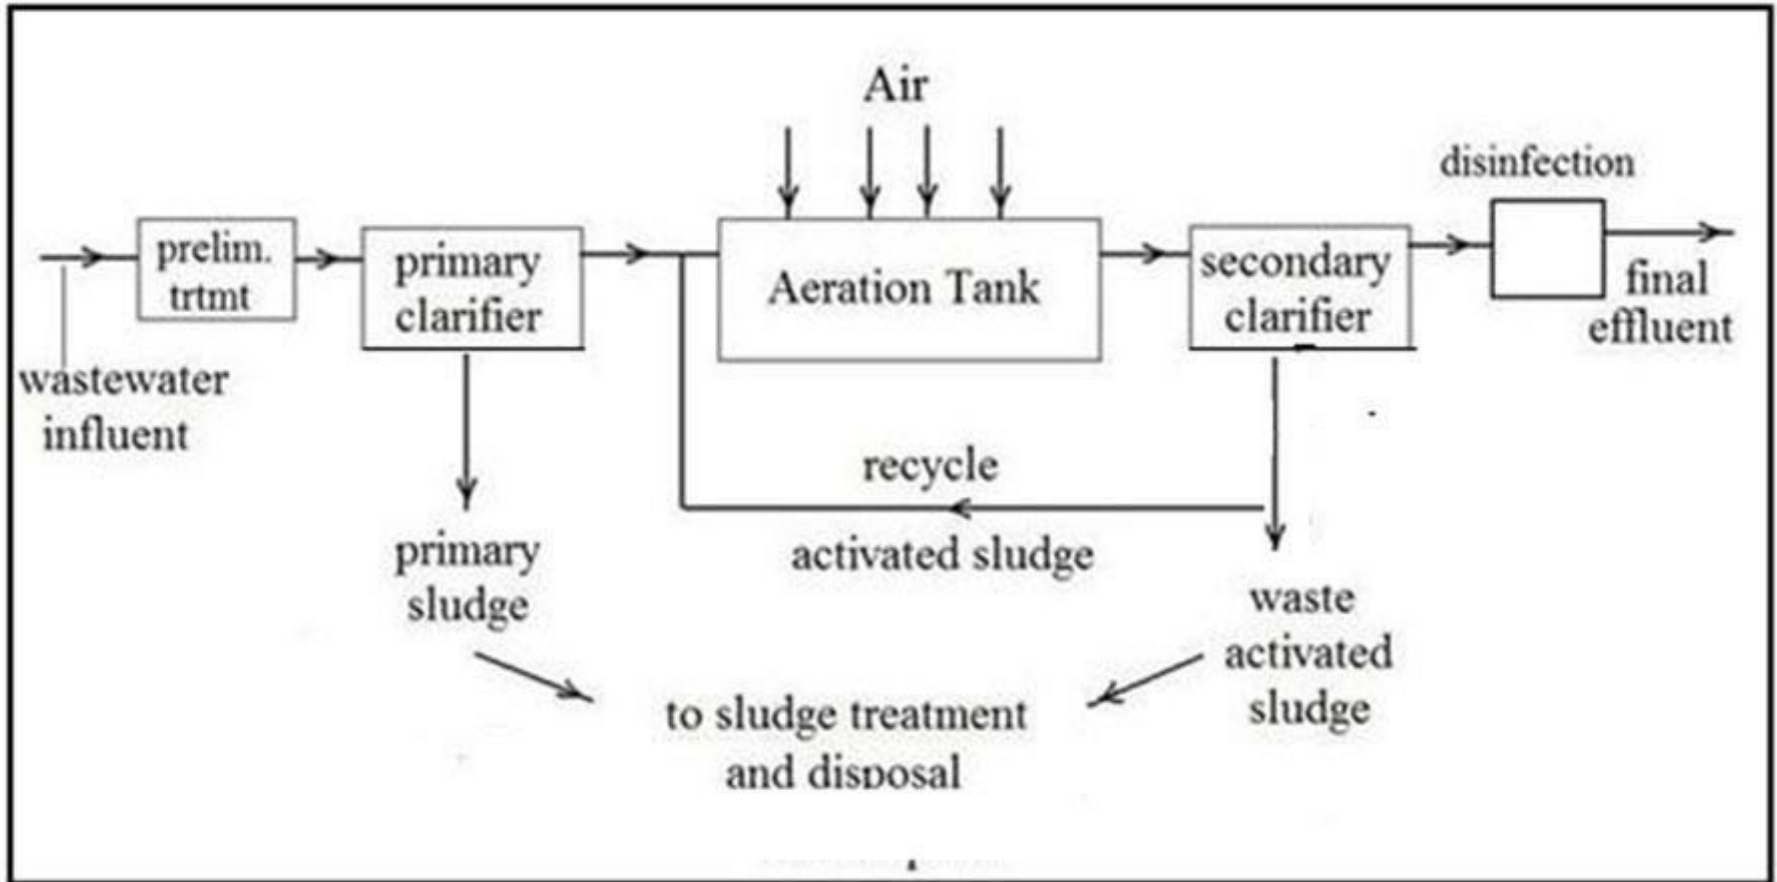 Air
disinfection
prelim.
trtmt
primary
clarifier
Aeration Tank
secondary
clarifier
final
effluent
wastewater
influent
recycle
activated sludge
primary
sludge
waste
activated
sludge
to sludge treatment
and disposal